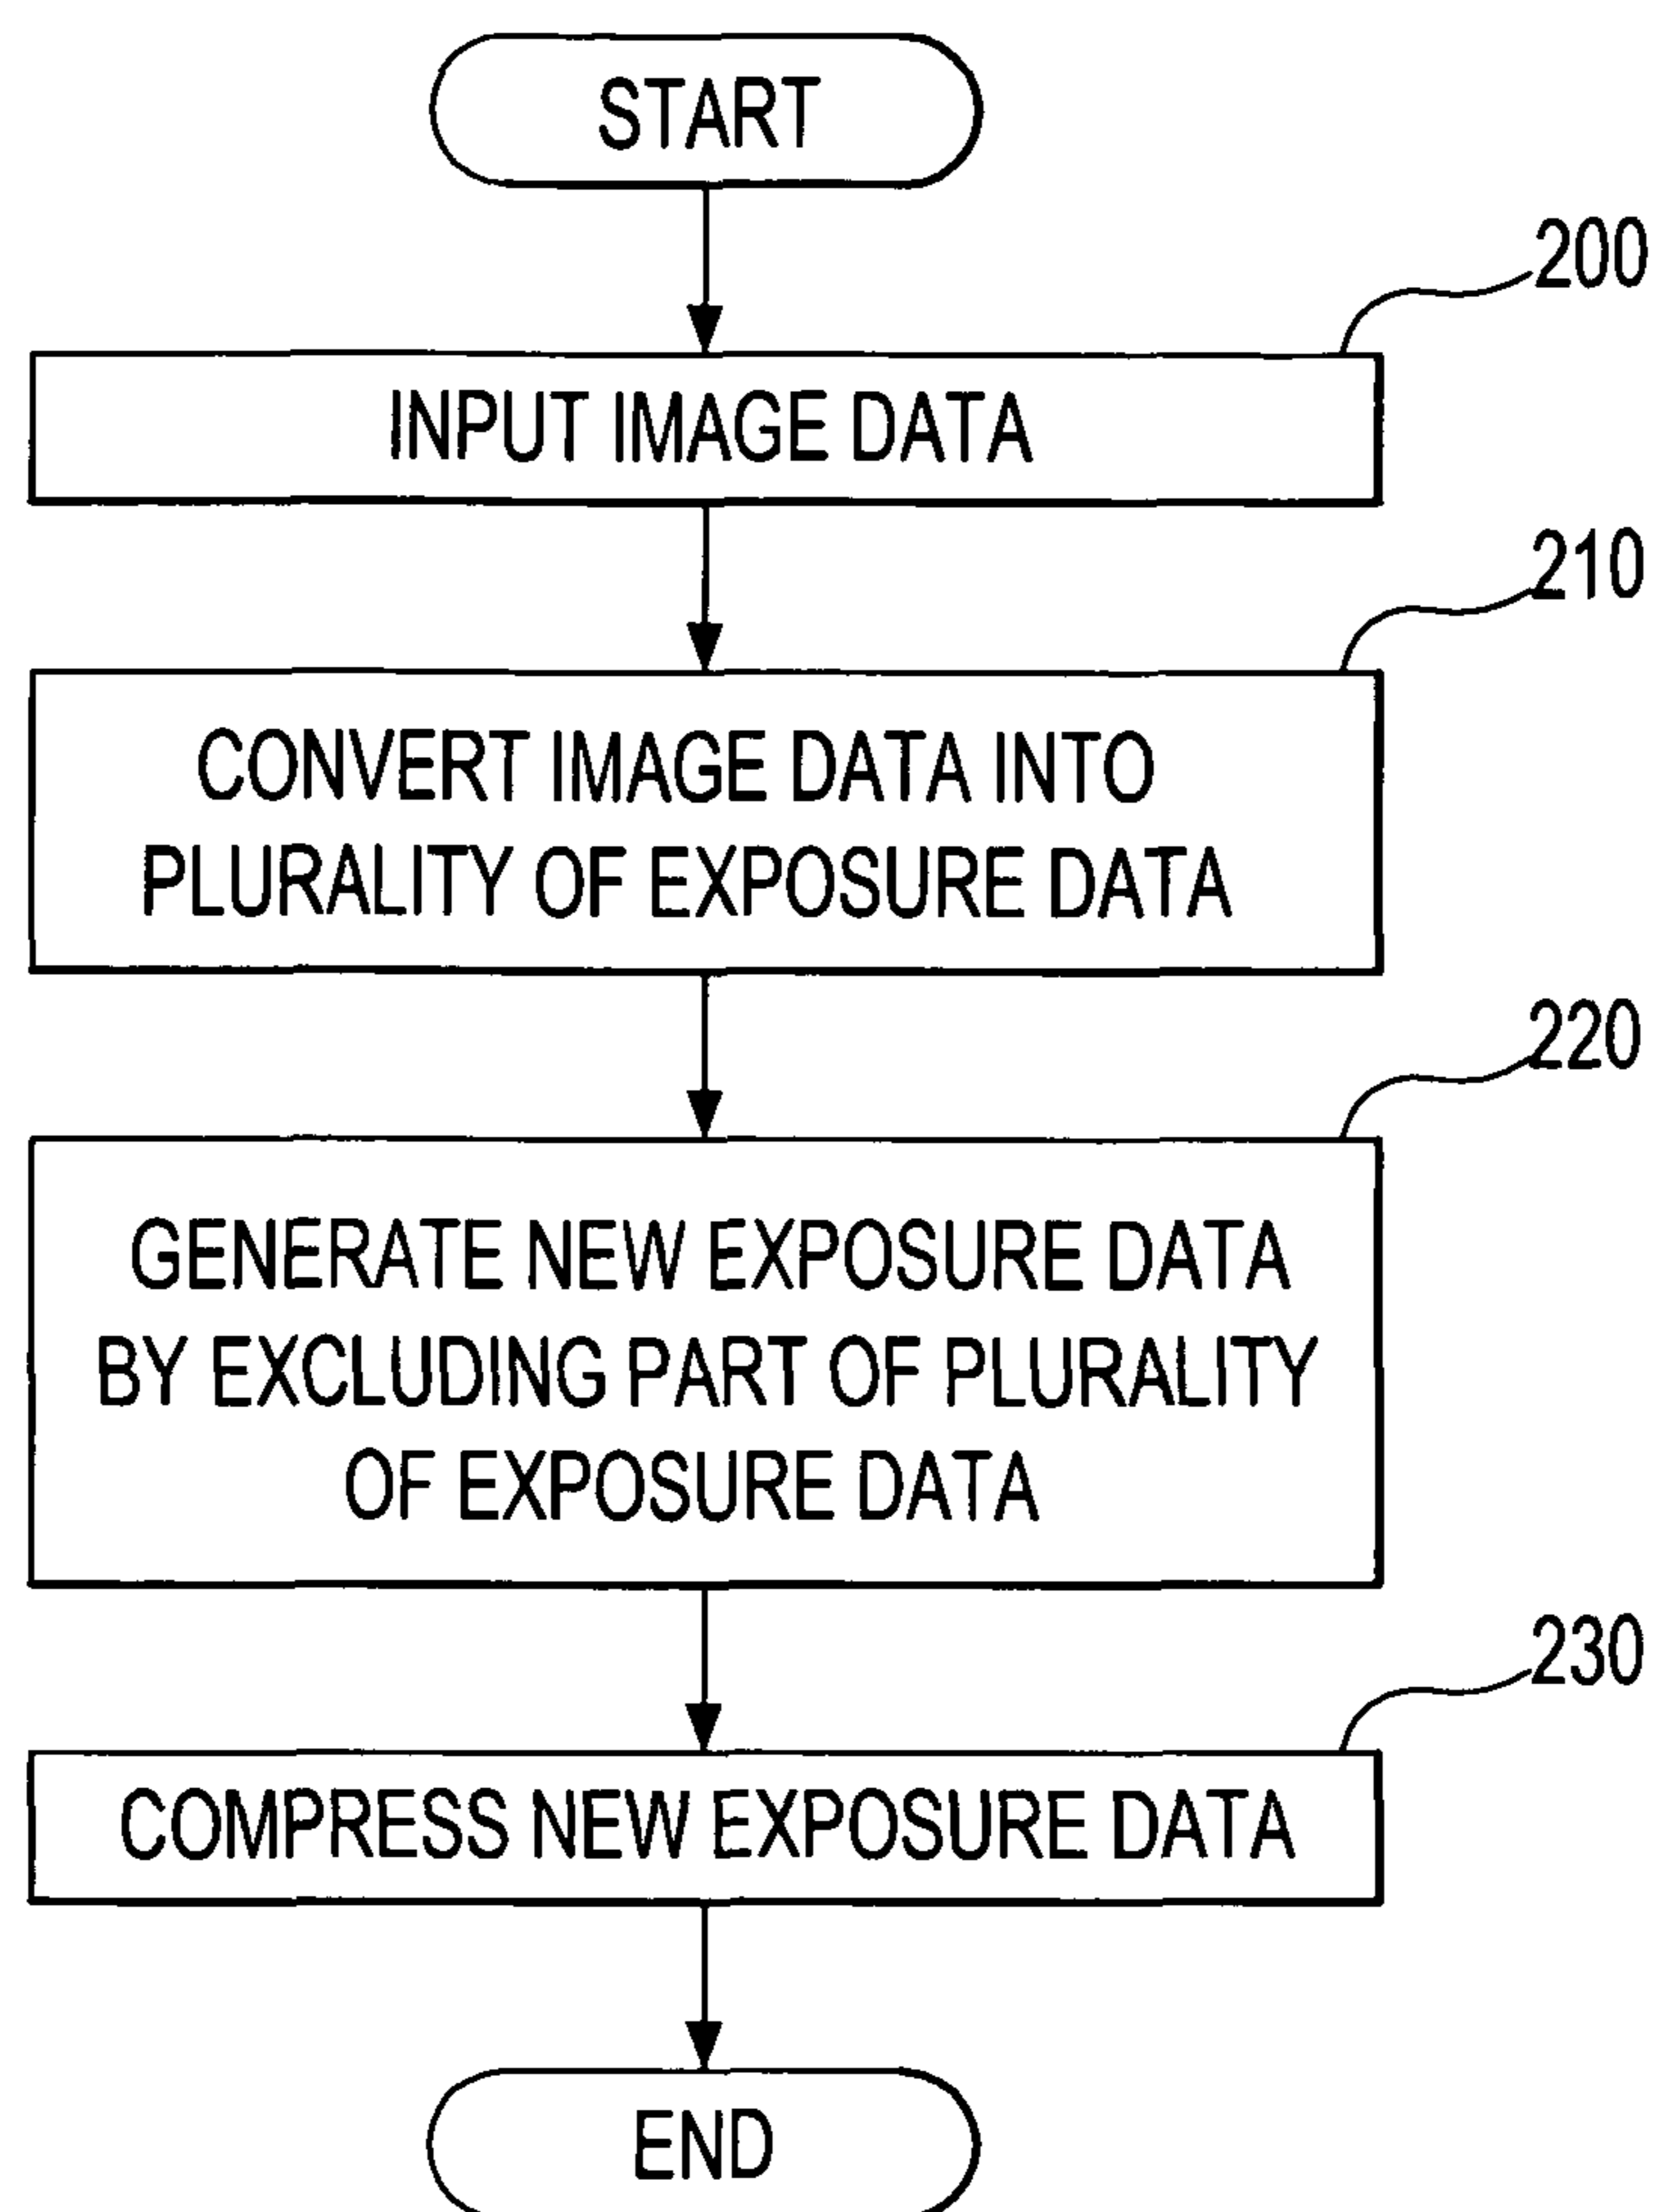 START
200
INPUT IMAGE DATA
210
CONVERT IMAGE DATA INTO
PLURALITY OF EXPOSURE DATA
220
GENERATE NEW EXPOSURE DATA
BY EXCLUDING PART OF PLURALITY
OF EXPOSURE DATA
230
COMPRESS NEW EXPOSURE DATA
END